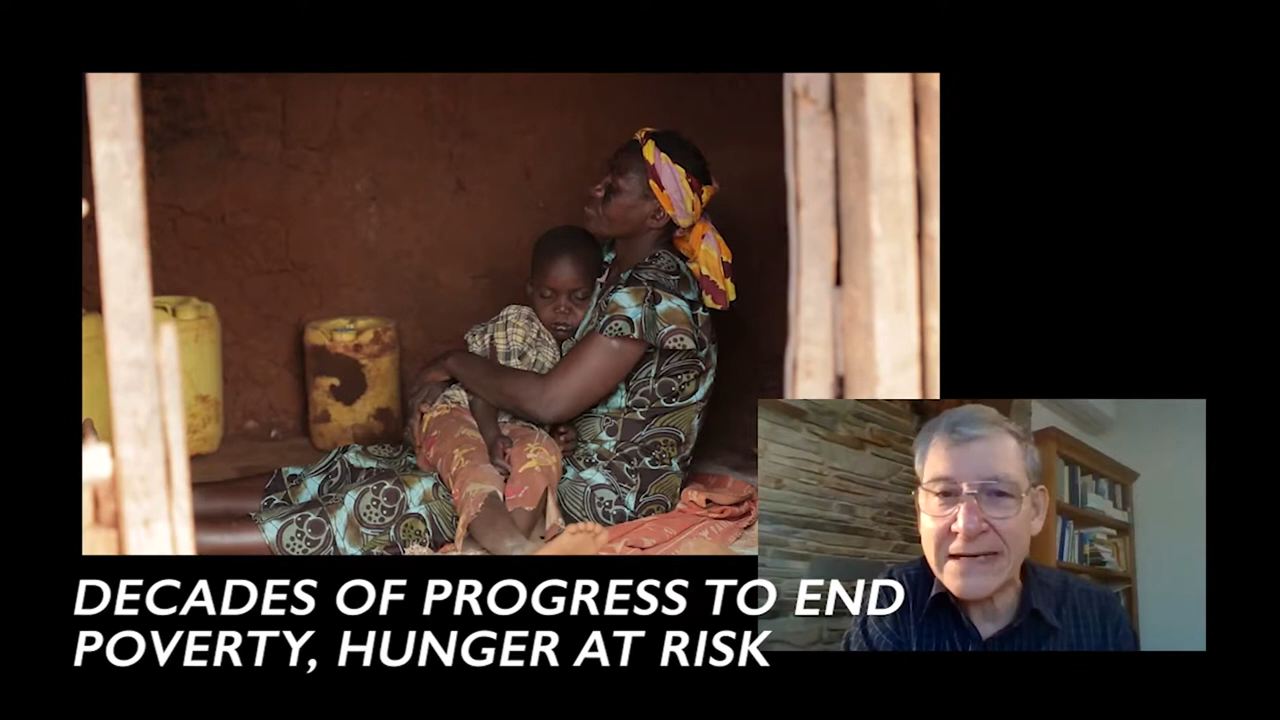 DECADES OF PROGRESS TO END
POVERTY, HUNGER AT RISK